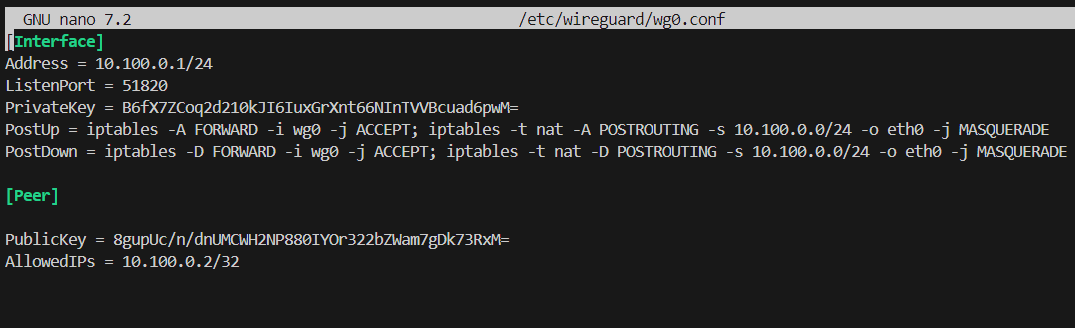 GNU nano 7.2 /etc/wireguard/wg0.conf
[Interface]
Address = 10.100.0.1/24
ListenPort = 51820
PrivateKey = B6fX7ZCoq2d210kJI6IuxGrXnt66NInTVVBcuad6pwM=
PostUp = iptables -A FORWARD -i wg0 -j ACCEPT; iptables -t nat -A POSTROUTING -s 10.100.0.0/24 -o eth0 -j MASQUERADE
PostDown = iptables -D FORWARD -i wg0 -j ACCEPT; iptables -t nat -D POSTROUTING -s 10.100.0.0/24 -o eth0 -j MASQUERADE
[Peer]
PublicKey = 8gupUc/n/dnUMCWH2NP880IYOr322bZWam7gDk73RxM=
AllowedIPs = 10.100.0.2/32